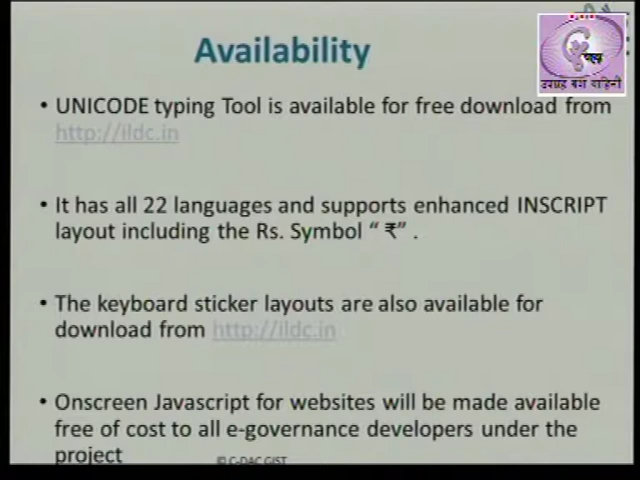 Availability
• UNICODE typing Tool is available for free download from
http://ildc.in
• It has all 22 languages and supports enhanced INSCRIPT
layout including the Rs. Symbol “ ₹” .
• The keyboard sticker layouts are also available for
download from http://ildc.in
• Onscreen Javascript for websites will be made available
free of cost to all e-governance developers under the
project
© C-DAC GIST